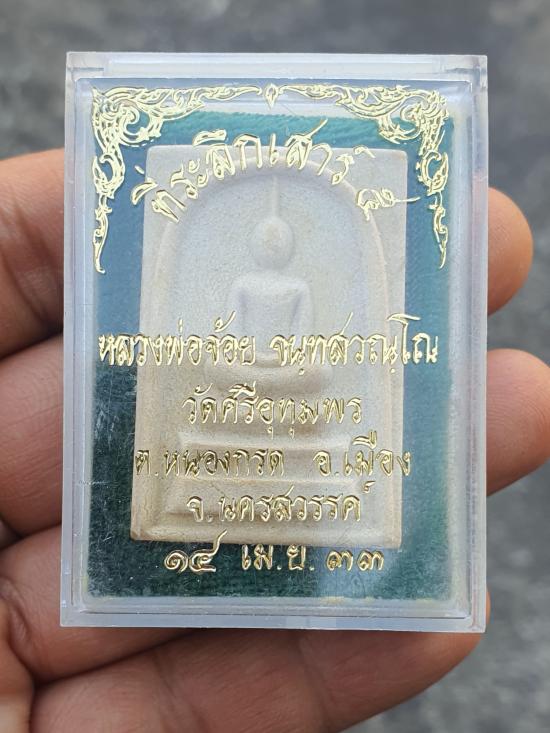 ที่ระลึกเสาร์ ๕
หลวงพ่อจ้อย จนฺทสุวณฺโณ
วัดศรีอุทุมพร
ต.หนองกรด อ.เมือง
จ.นครสวรรค์
๑๔ เม.ย. ๓๓